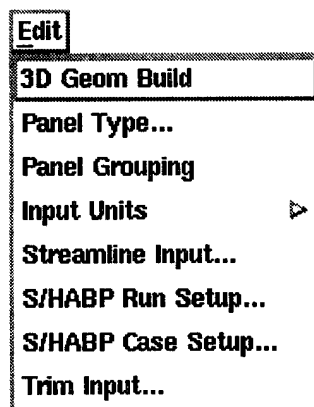 Edit
3D Geom Build
Panel Type...
Panel Grouping
Input Units
Streamline Input...
S/HABP Run Setup...
S/HABP Case Setup...
Trim Input...